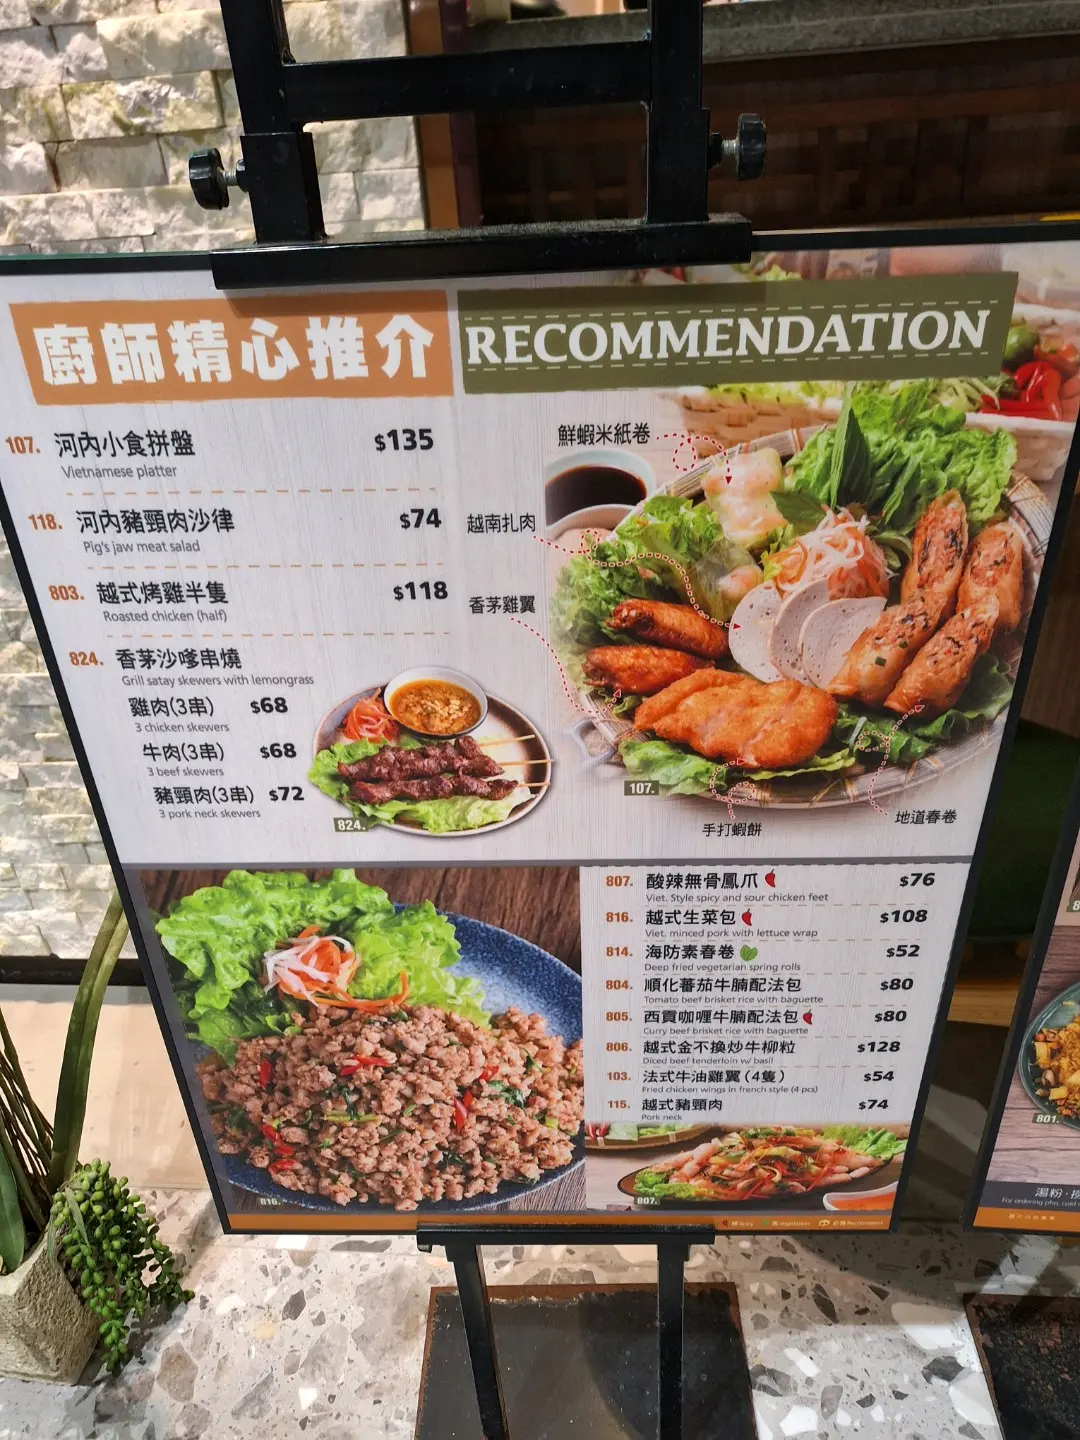 廚師精心推介
RECOMMENDATION
107. 河內小食拼盤 $135
Vietnamese platter
118. 河內豬頸肉沙律 $74
Pig's jaw meat salad
803. 越式烤雞半隻 $118
Roasted chicken (half)
824. 香茅沙嗲串燒
Grill satay skewers with lemongrass
雞肉(3串) $68
3 chicken skewers
牛肉(3串) $68
3 beef skewers
豬頸肉(3串) $72
3 pork neck skewers
824.
鮮蝦米紙卷
越南扎肉
香茅雞翼
107.
手打蝦餅
地道春卷
816.
807. 酸辣無骨鳳爪 $76
Viet. Style spicy and sour chicken feet
816. 越式生菜包 $108
Viet. minced pork with lettuce wrap
814. 海防素春卷 $52
Deep fried vegetarian spring rolls
804. 順化蕃茄牛腩配法包 $80
Tomato beef brisket rice with baguette
805. 西貢咖喱牛腩配法包 $80
Curry beef brisket rice with baguette
806. 越式金不換炒牛柳粒 $128
Diced beef tenderloin w/ basil
103. 法式牛油雞翼 (4隻) $54
Fried chicken wings in french style (4 pcs)
115. 越式豬頸肉 $74
Pork neck
807.
辣 Spicy
素 Vegetarian
Recommend
801.
湯粉
For ordering pho, cold